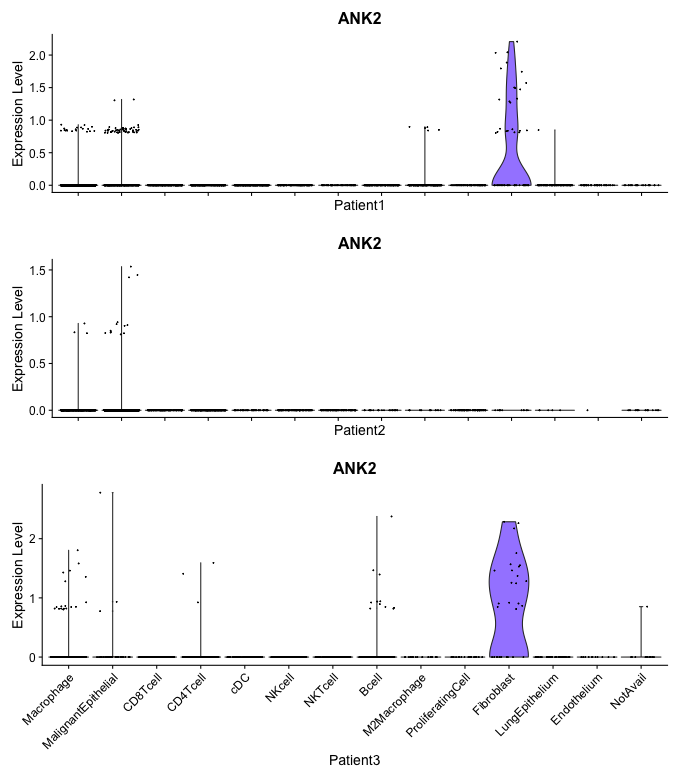 ANK2
Expression Level
2.0
1.5
1.0
0.5
0.0
Patient1
ANK2
Expression Level
1.5
1.0
0.5
0.0
Patient2
ANK2
Expression Level
2
1
0
Macrophage
MalignantEpithelial
CD8Tcell
CD4Tcell
cDC
NKcell
NKTcell
Bcell
M2Macrophage
ProliferatingCell
Fibroblast
LungEpithelium
Endothelium
NotAvail
Patient3